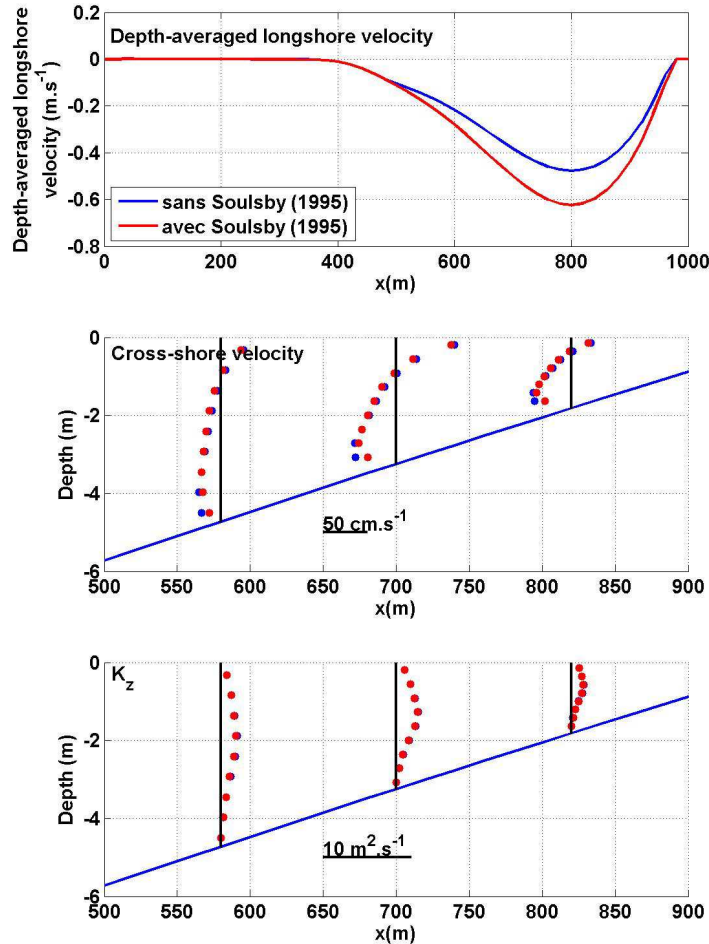 0.2
0
-0.2
-0.4
-0.6
-0.8
Depth-averaged longshore
velocity (m.s-1)
Depth-averaged longshore velocity
sans Soulsby (1995)
avec Soulsby (1995)
0 200 400 600 800 1000
x(m)
0
-2
-4
-6
Depth (m)
Cross-shore velocity
50 cm.s-1
500 550 600 650 700 750 800 850 900
x(m)
0
-2
-4
-6
Depth (m)
Kz
10 m2.s-1
500 550 600 650 700 750 800 850 900
x(m)